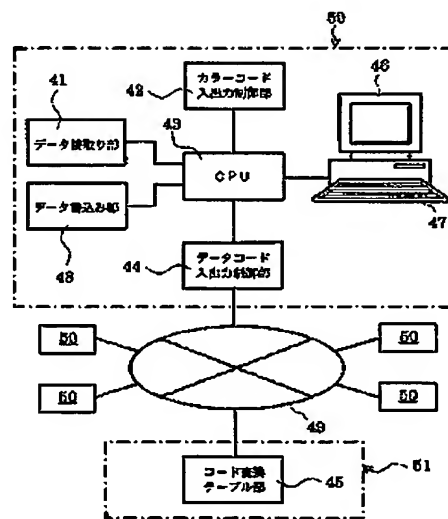 50
41
42
カラーコード
入出力制御部
46
データ読取り部
43
CPU
データ書込み部
48
47
44
データコード
入出力制御部
50
50
50
50
49
コード変換
テーブル部
45
51